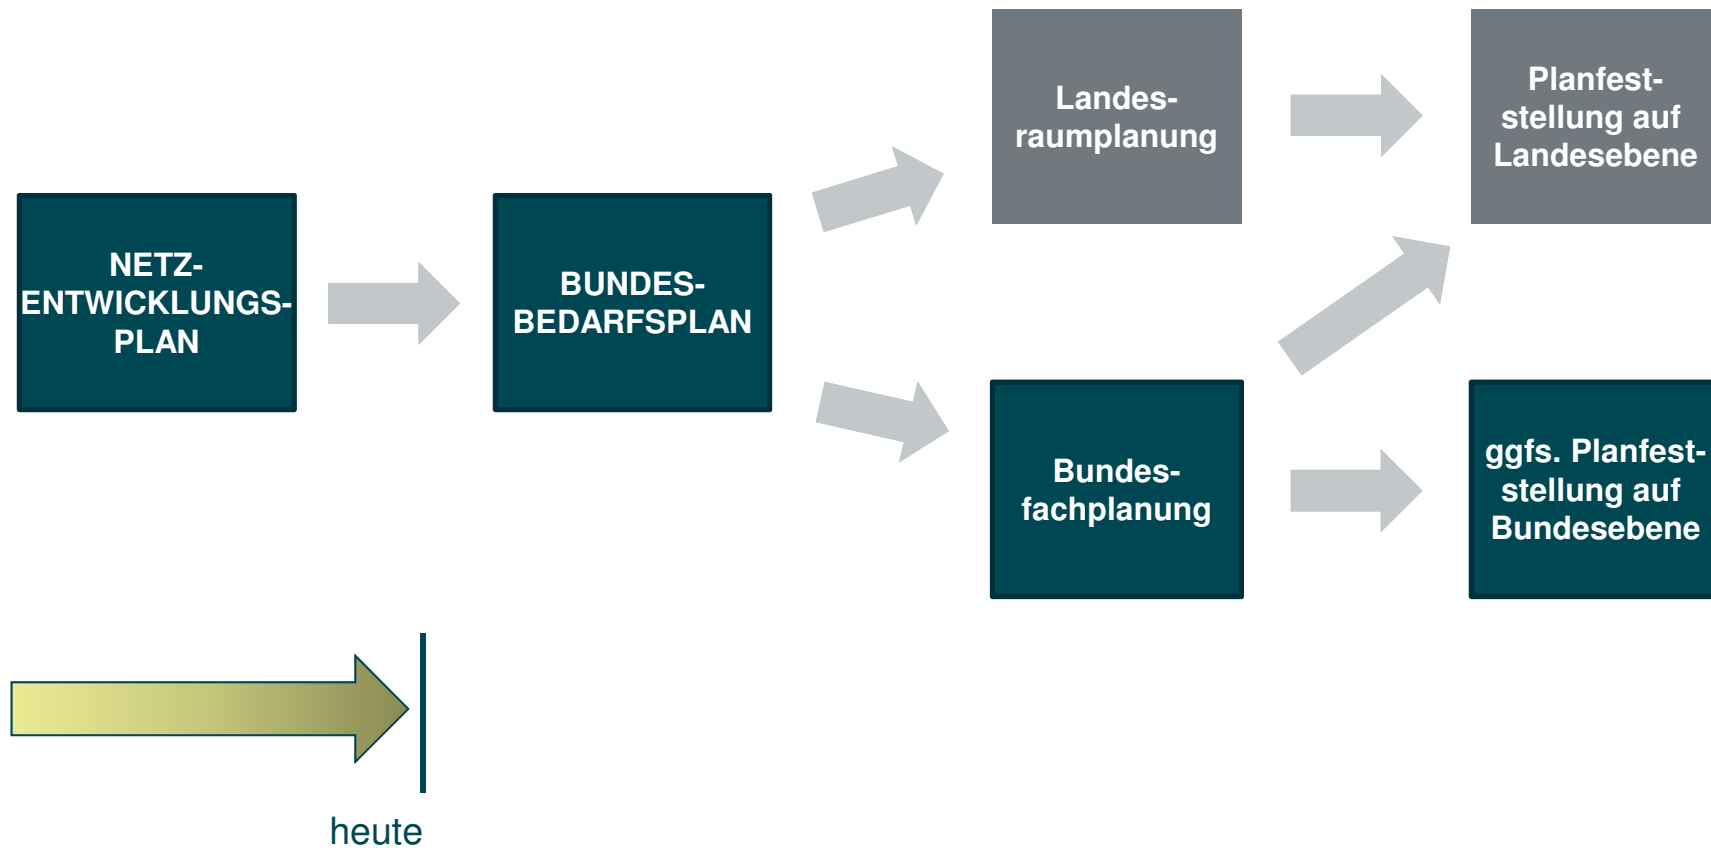 NETZ-
ENTWICKLUNGS-
PLAN
BUNDES-
BEDARFSPLAN
Landes-
raumplanung
Planfest-
stellung auf
Landesebene
Bundes-
fachplanung
ggfs. Planfest-
stellung auf
Bundesebene
heute